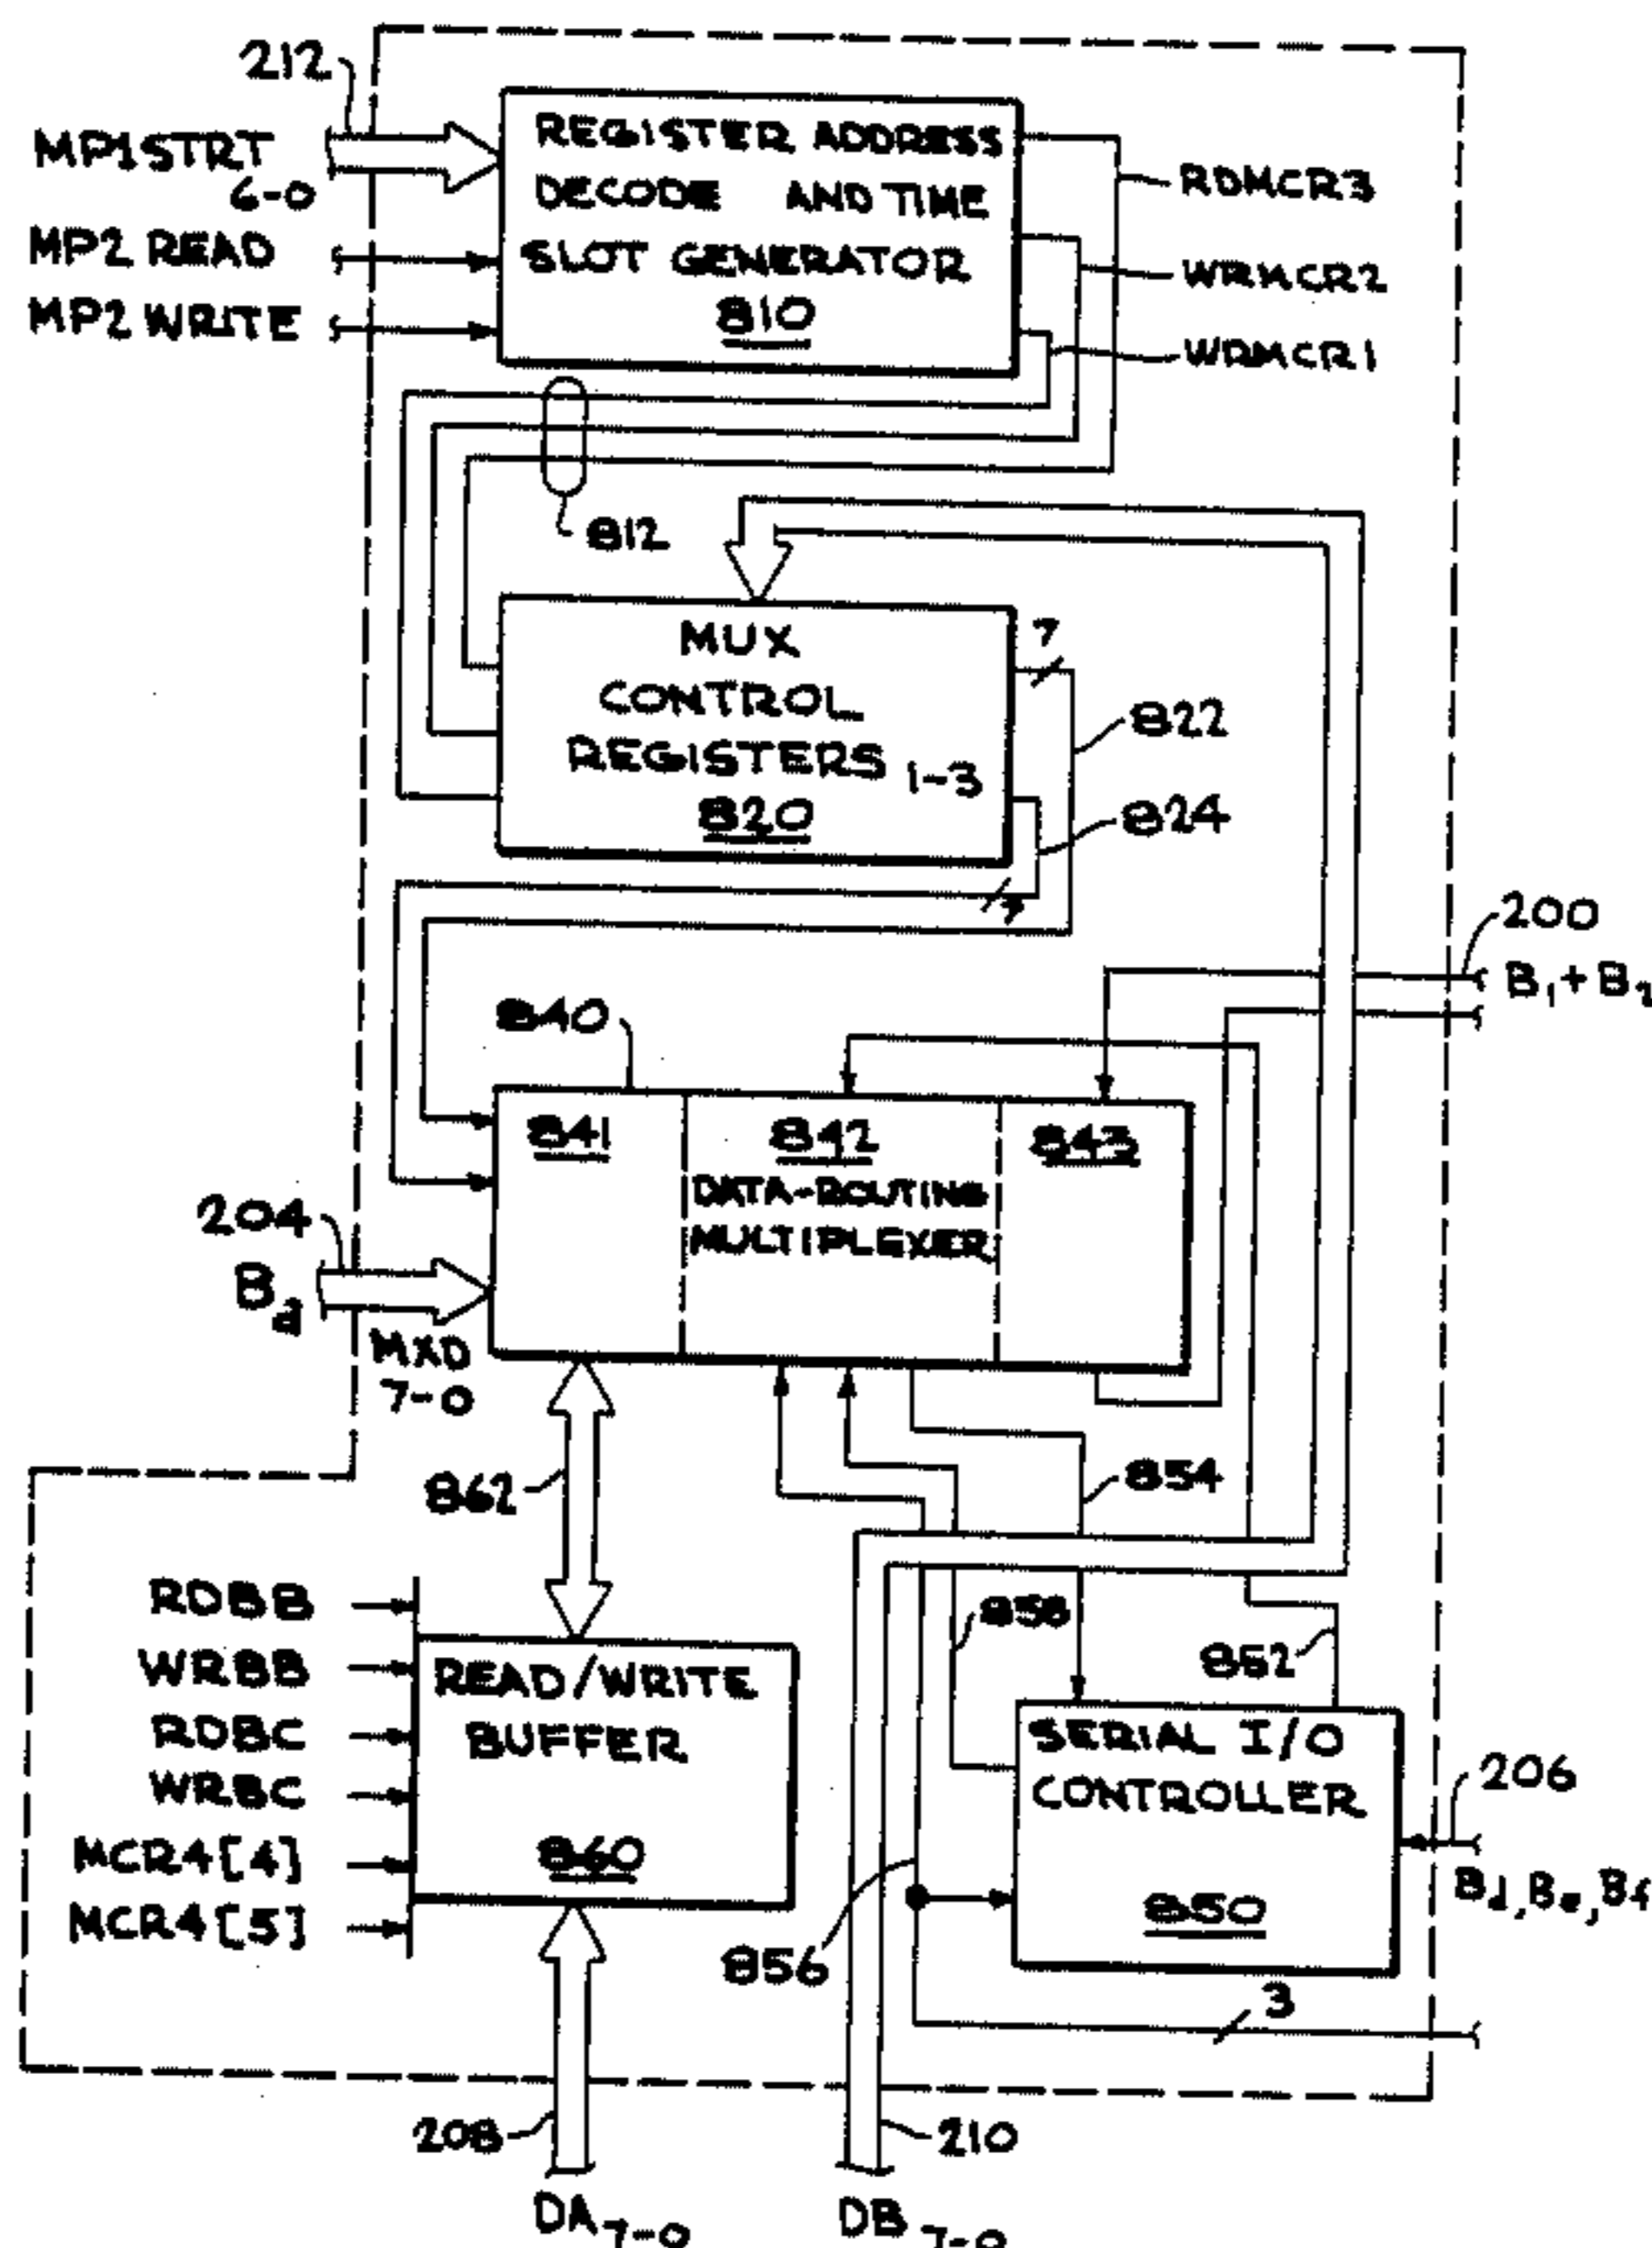 212
MP1STRT
6-0
MP2 READ
MP2 WRITE
REGISTER ADDRESS
DECODE AND TIME
SLOT GENERATOR
810
RDMCR3
WRMCR2
WRMCR1
812
MUX
CONTROL
REGISTERS 1-3
820
7
822
824
7
200
B1+B2
840
841
842
843
DATA-ROUTING
MULTIPLEXER
204
Ba
MXD
7-0
862
854
858
852
RDBB
WRBB
RDBC
WRBC
MCR4[4]
MCR4[5]
READ/WRITE
BUFFER
860
SERIAL I/O
CONTROLLER
850
206
Bd,Be,Bf
856
3
208
210
DA7-0
DB7-0